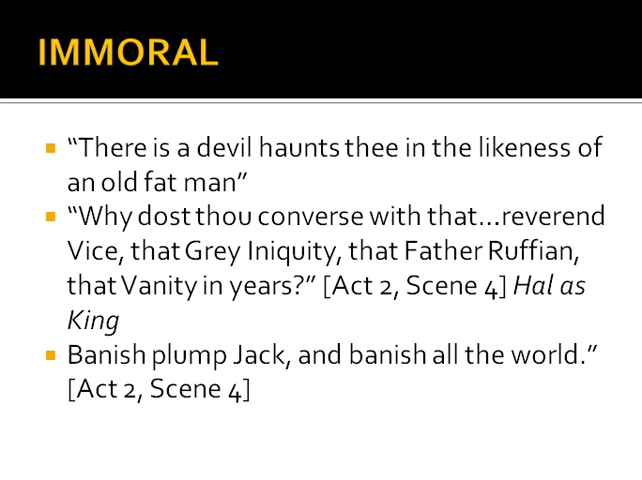 IMMORAL
▪ “There is a devil haunts thee in the likeness of
an old fat man”
▪ “Why dost thou converse with that…reverend
Vice, that Grey Iniquity, that Father Ruffian,
that Vanity in years?” [Act 2, Scene 4] Hal as
King
▪ Banish plump Jack, and banish all the world.”
[Act 2, Scene 4]